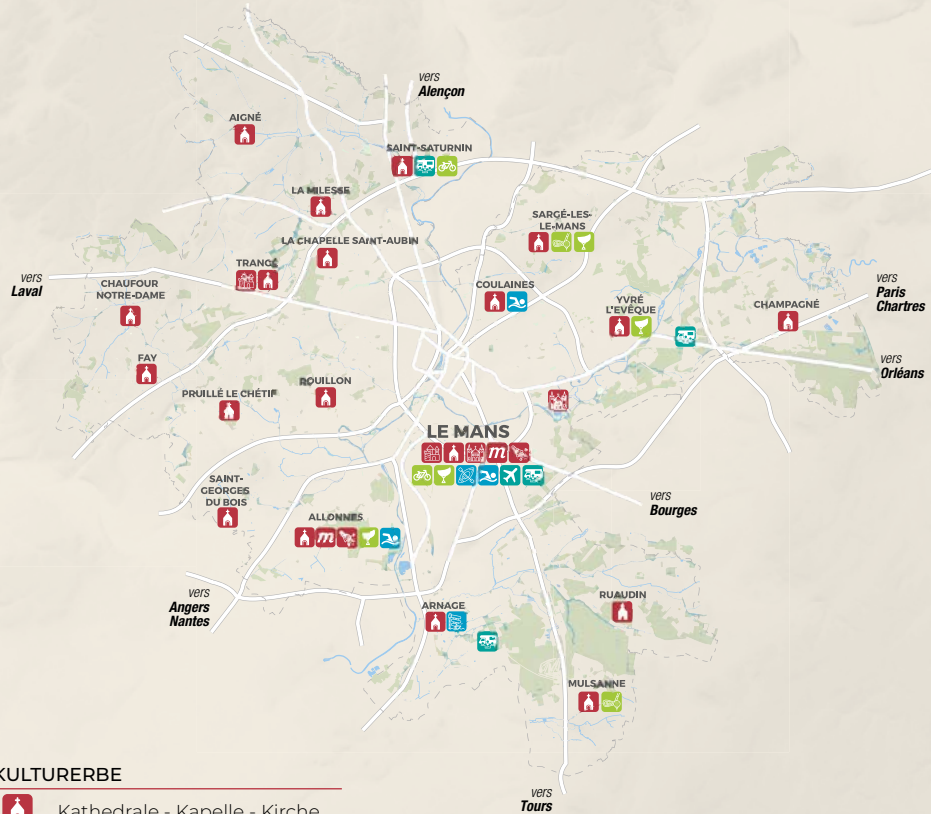 vers
Alençon
AIGNÉ
SAINT-SATURNIN
LA MILESSE
SARGÉ-LES-
LE-MANS
LA CHAPELLE SAINT-AUBIN
vers
Laval
TRANGÉ
CHAUFOUR
NOTRE-DAME
COULAINES
YVRÉ
L'EVÊQUE
CHAMPAGNÉ
vers
Paris
Chartres
FAY
vers
Orléans
ROUILLON
PRUILLÉ LE CHÉTIF
LE MANS
m
SAINT-
GEORGES
DU BOIS
vers
Bourges
ALLONNES
m
vers
Angers
Nantes
ARNAGE
RUAUDIN
MULSANNE
KULTURERBE
Kathedrale - Kapelle - Kirche
vers
Tours